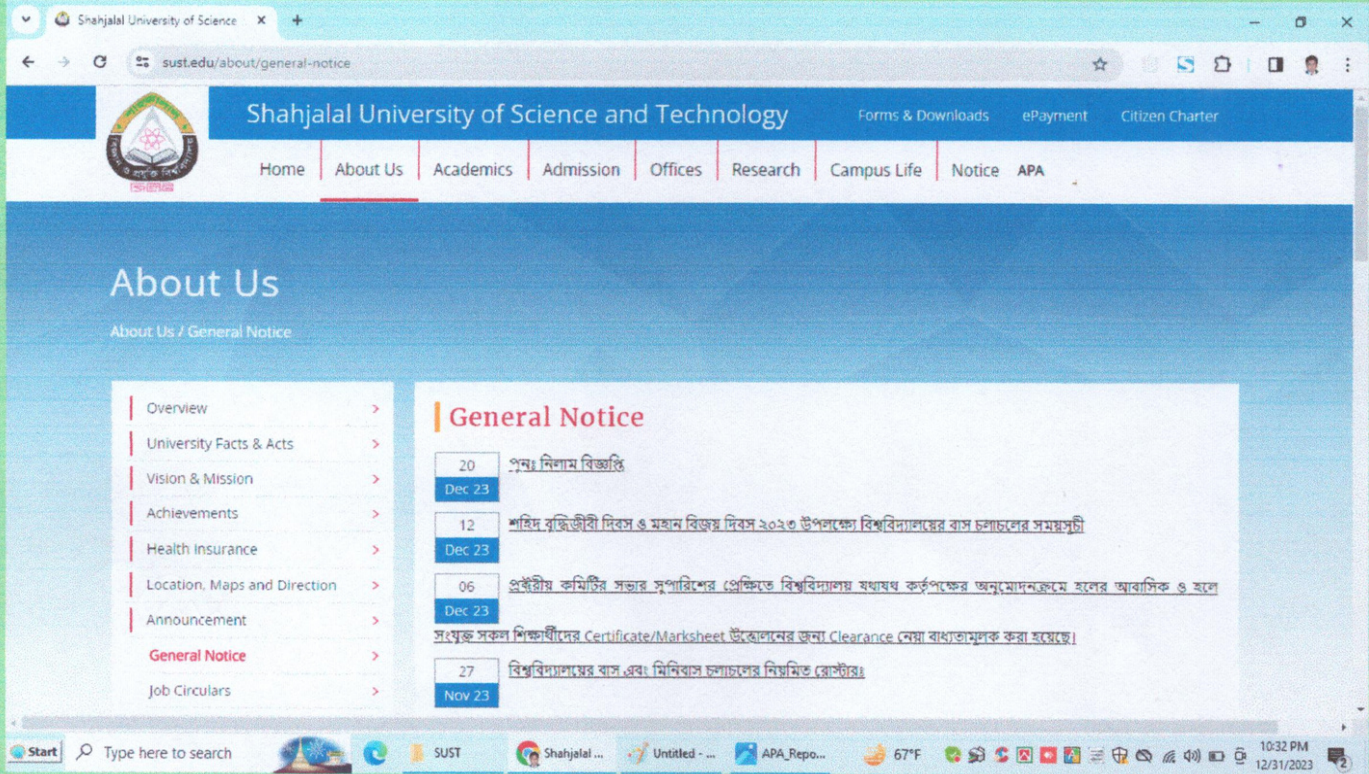 Shahjalal University of Science
sust.edu/about/general-notice
Shahjalal University of Science and Technology
Forms & Downloads ePayment Citizen Charter
Home About Us Academics Admission Offices Research Campus Life Notice APA
About Us
About Us / General Notice
Overview
University Facts & Acts
Vision & Mission
Achievements
Health insurance
Location, Maps and Direction
Announcement
General Notice
Job Circulars
General Notice
20
Dec 23
পুনঃ নিলাম বিজ্ঞপ্তি
12
Dec 23
শহিদ বুদ্ধিজীবী দিবস ও মহান বিজয় দিবস ২০২৩ উপলক্ষ্যে বিশ্ববিদ্যালয়ের বাস চলাচলের সময়সূচী
06
Dec 23
প্রক্টরীয় কমিটির সভার সুপারিশের প্রেক্ষিতে বিশ্ববিদ্যালয় যথাযথ কর্তৃপক্ষের অনুমোদনক্রমে হলের আবাসিক ও হলে
সংযুক্ত সকল শিক্ষার্থীদের Certificate/Marksheet উত্তোলনের জন্য Clearance নেয়া বাধ্যতামূলক করা হয়েছে।
27
Nov 23
বিশ্ববিদ্যালয়ের বাস এবং মিনিবাস চলাচলের নিয়মিত রোস্টারঃ
Start Type here to search SUST Shahjalal ... Untitled - ... APA_Repo... 67°F 10:32 PM
12/31/2023
2